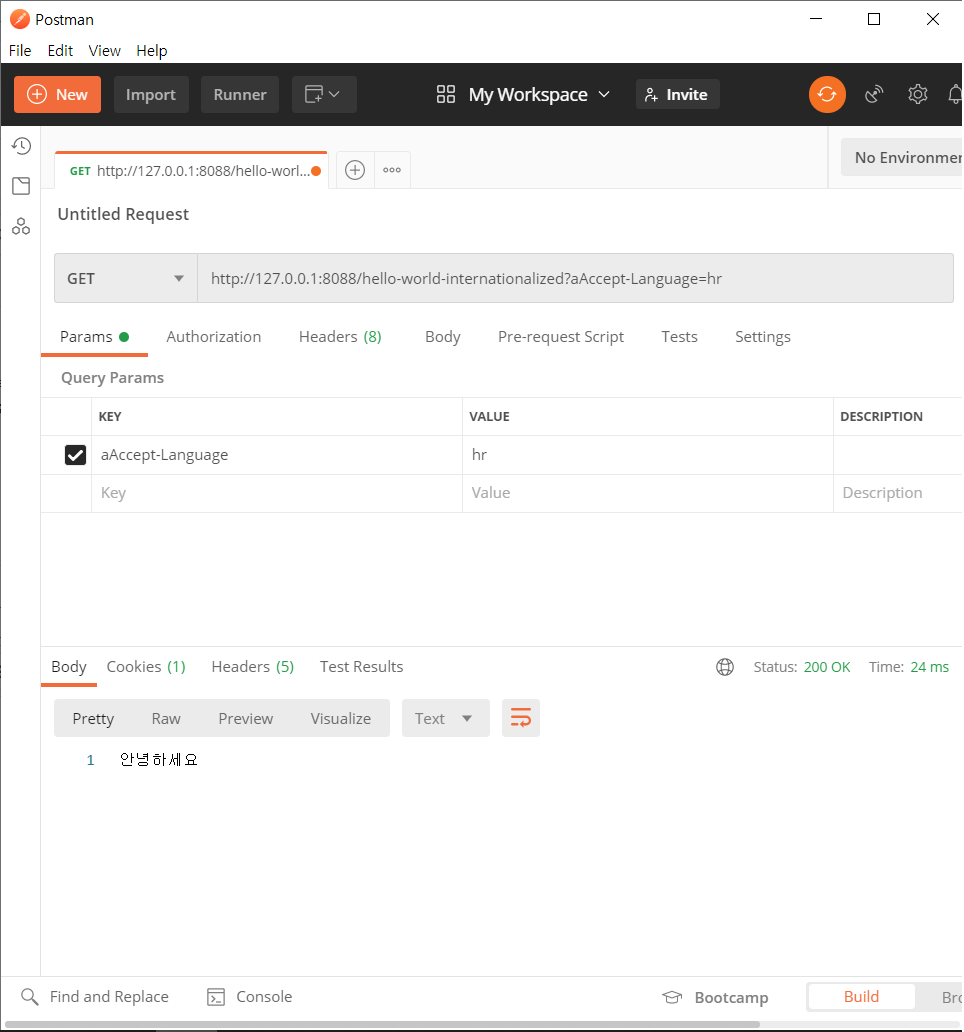 Postman
File Edit View Help
New Import Runner My Workspace Invite
GET http://127.0.0.1:8088/hello-worl...
No Environmen
Untitled Request
GET http://127.0.0.1:8088/hello-world-internationalized?aAccept-Language=hr
Params Authorization Headers (8) Body Pre-request Script Tests Settings
Query Params
KEY VALUE DESCRIPTION
aAccept-Language hr
Key Value Description
Body Cookies (1) Headers (5) Test Results Status: 200 OK Time: 24 ms
Pretty Raw Preview Visualize Text
1 안녕하세요
Find and Replace Console Bootcamp Build Bro